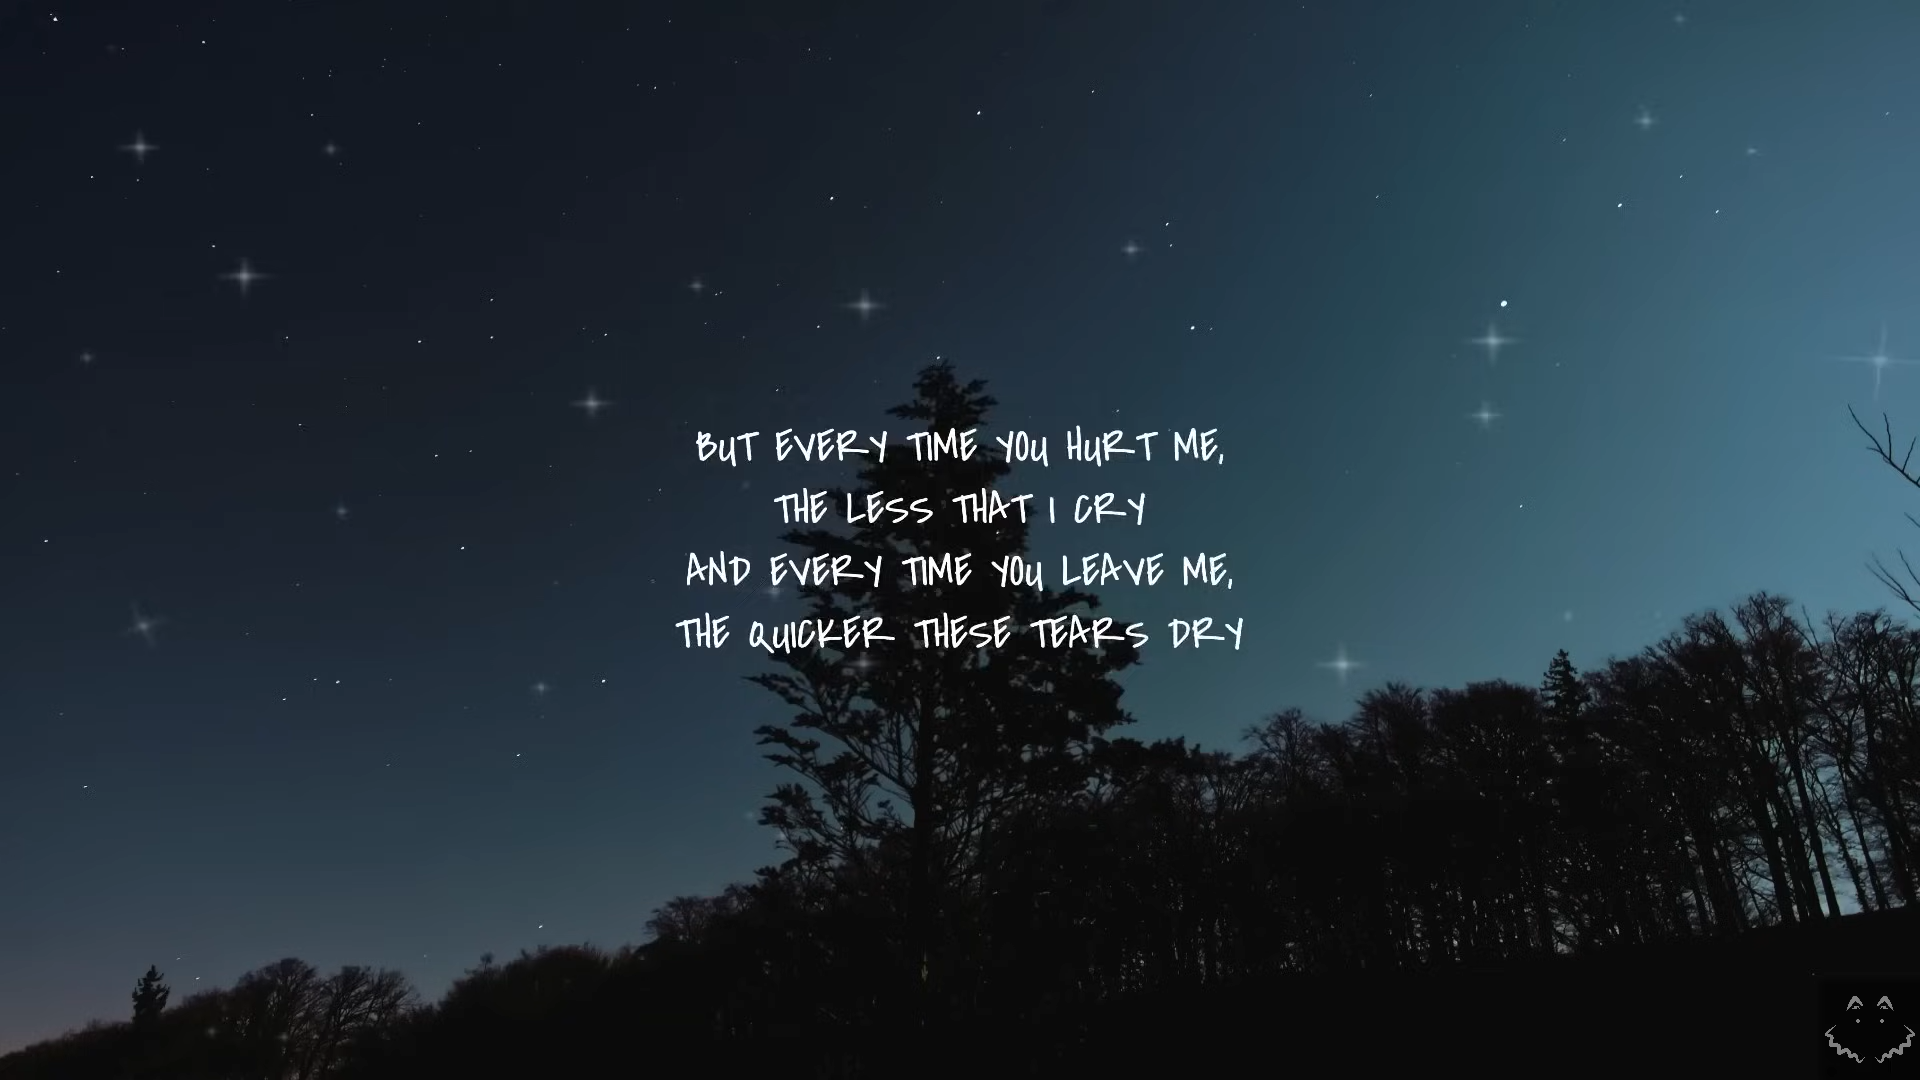 BUT EVERY TIME YOU HURT ME,
THE LESS THAT I CRY
AND EVERY TIME YOU LEAVE ME,
THE QUICKER THESE TEARS DRY